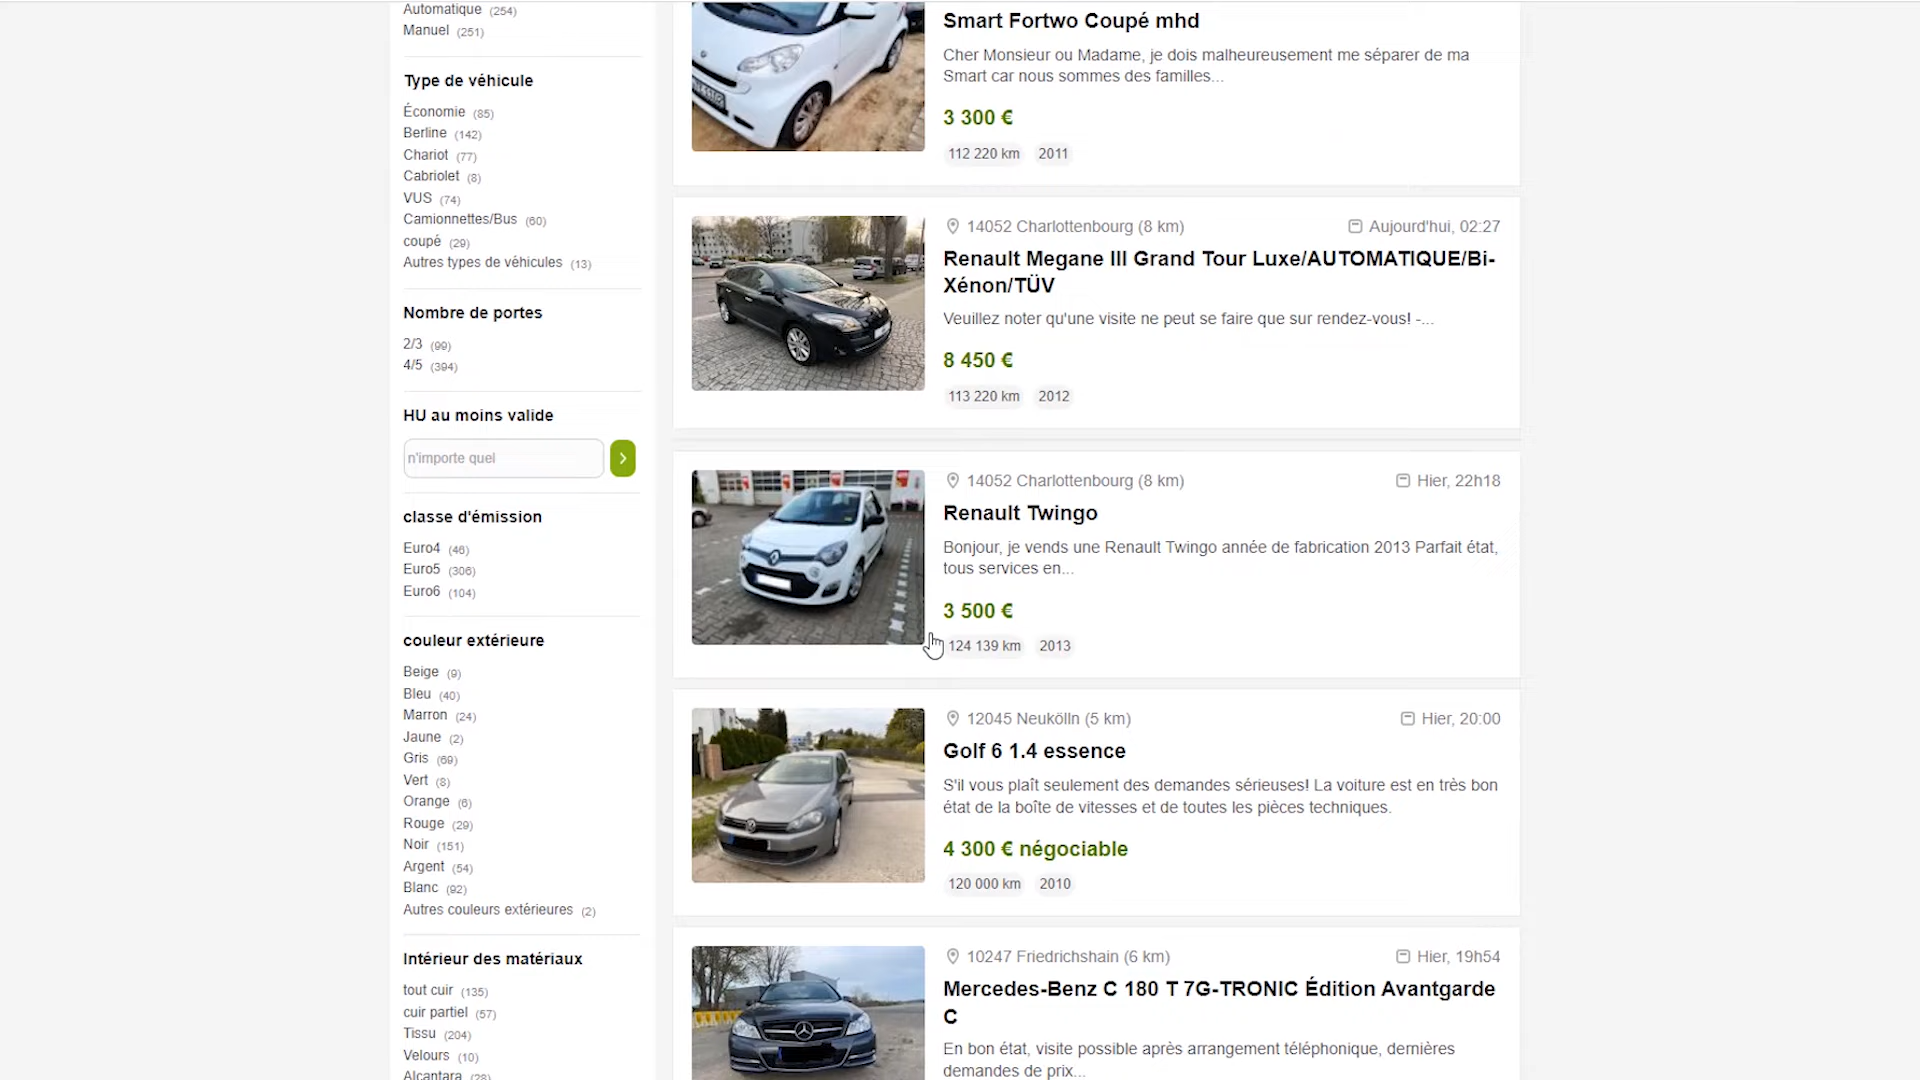 Automatique (254)
Manuel (251)
Type de véhicule
Économie (85)
Berline (142)
Chariot (77)
Cabriolet (8)
VUS (74)
Camionnettes/Bus (60)
coupé (29)
Autres types de véhicules (13)
Nombre de portes
2/3 (99)
4/5 (394)
HU au moins valide
n'importe quel
classe d'émission
Euro4 (46)
Euro5 (306)
Euro6 (104)
couleur extérieure
Beige (9)
Bleu (40)
Marron (24)
Jaune (2)
Gris (69)
Vert (8)
Orange (6)
Rouge (29)
Noir (151)
Argent (54)
Blanc (92)
Autres couleurs extérieures (2)
Intérieur des matériaux
tout cuir (135)
cuir partiel (57)
Tissu (204)
Velours (10)
Alcantara (28)
Smart Fortwo Coupé mhd
Cher Monsieur ou Madame, je dois malheureusement me séparer de ma
Smart car nous sommes des familles...
3 300 €
112 220 km 2011
14052 Charlottenbourg (8 km) Aujourd'hui, 02:27
Renault Megane III Grand Tour Luxe/AUTOMATIQUE/Bi-
Xénon/TÜV
Veuillez noter qu'une visite ne peut se faire que sur rendez-vous! -...
8 450 €
113 220 km 2012
14052 Charlottenbourg (8 km) Hier, 22h18
Renault Twingo
Bonjour, je vends une Renault Twingo année de fabrication 2013 Parfait état,
tous services en...
3 500 €
124 139 km 2013
12045 Neukölln (5 km) Hier, 20:00
Golf 6 1.4 essence
S'il vous plaît seulement des demandes sérieuses! La voiture est en très bon
état de la boîte de vitesses et de toutes les pièces techniques.
4 300 € négociable
120 000 km 2010
10247 Friedrichshain (6 km) Hier, 19h54
Mercedes-Benz C 180 T 7G-TRONIC Édition Avantgarde
C
En bon état, visite possible après arrangement téléphonique, dernières
demandes de prix...